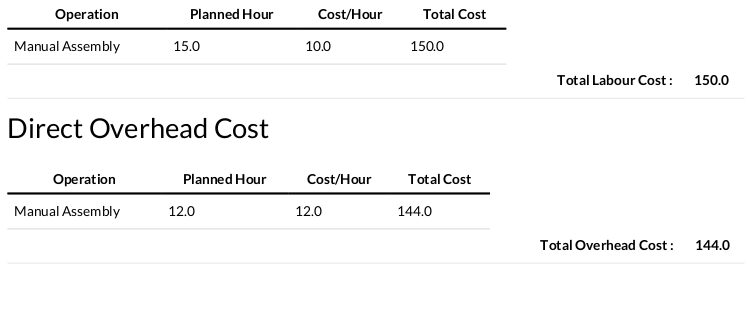 Operation Planned Hour Cost/Hour Total Cost
Manual Assembly 15.0 10.0 150.0
Total Labour Cost : 150.0
Direct Overhead Cost
Operation Planned Hour Cost/Hour Total Cost
Manual Assembly 12.0 12.0 144.0
Total Overhead Cost : 144.0